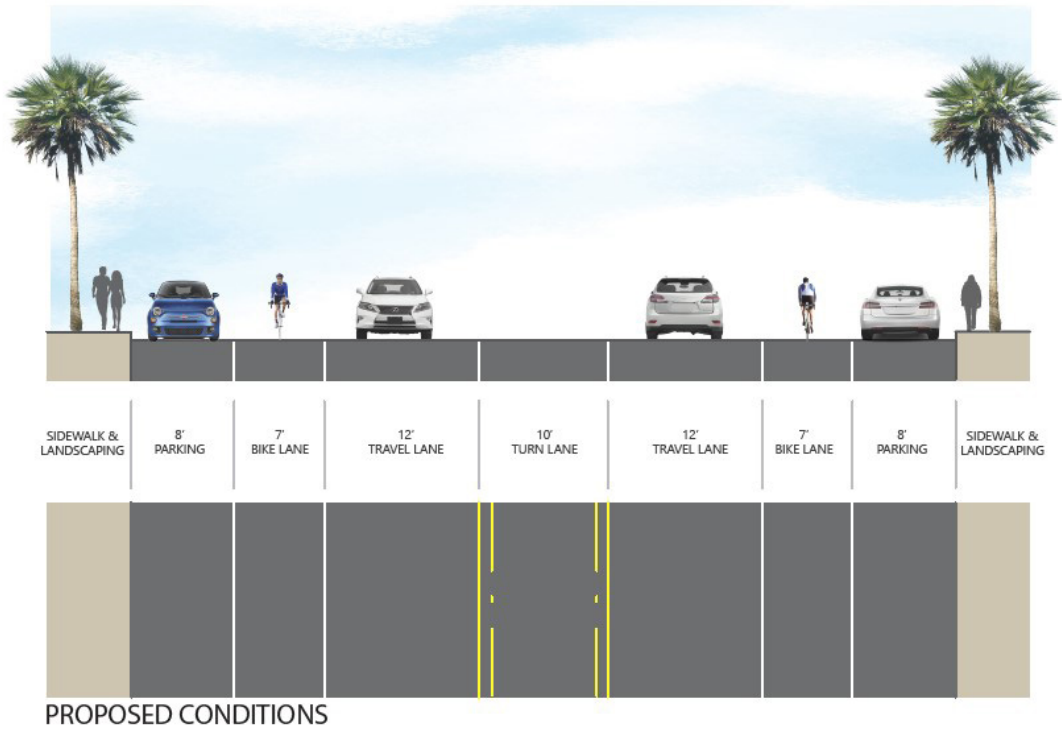 SIDEWALK &
LANDSCAPING
8'
PARKING
7'
BIKE LANE
12'
TRAVEL LANE
10'
TURN LANE
12'
TRAVEL LANE
7'
BIKE LANE
8'
PARKING
SIDEWALK &
LANDSCAPING
PROPOSED CONDITIONS